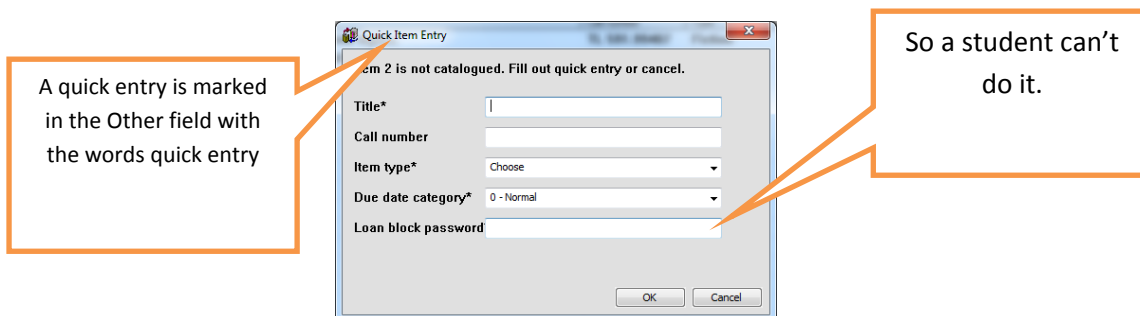 A quick entry is marked
in the Other field with
the words quick entry
Quick Item Entry
2 is not catalogued. Fill out quick entry or cancel.
Title*
Call number
Item type* Choose
Due date category* 0 - Normal
Loan block password
OK Cancel
So a student can't
do it.